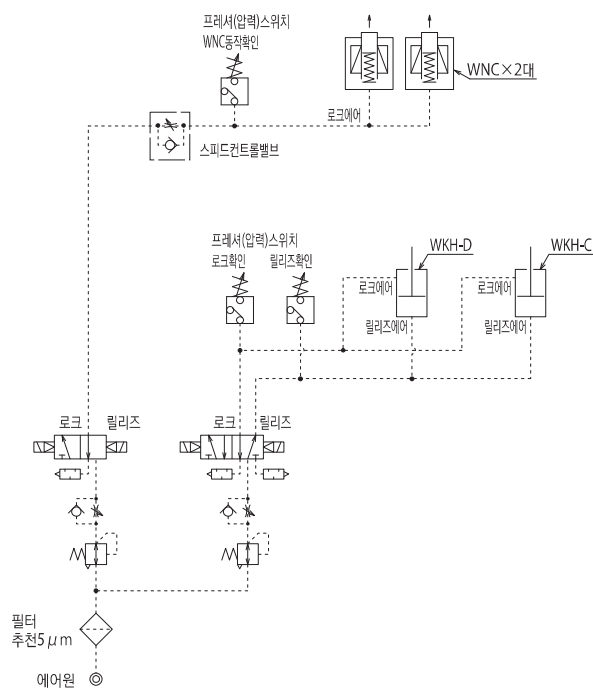 프레셔(압력)스위치
WNC동작확인
WNC×2대
로크에어
스피드컨트롤밸브
프레셔(압력)스위치
로크확인 릴리즈확인
WKH-D
WKH-C
로크에어
로크에어
릴리즈에어
릴리즈에어
로크 릴리즈
로크 릴리즈
필터
추천5μm
에어원